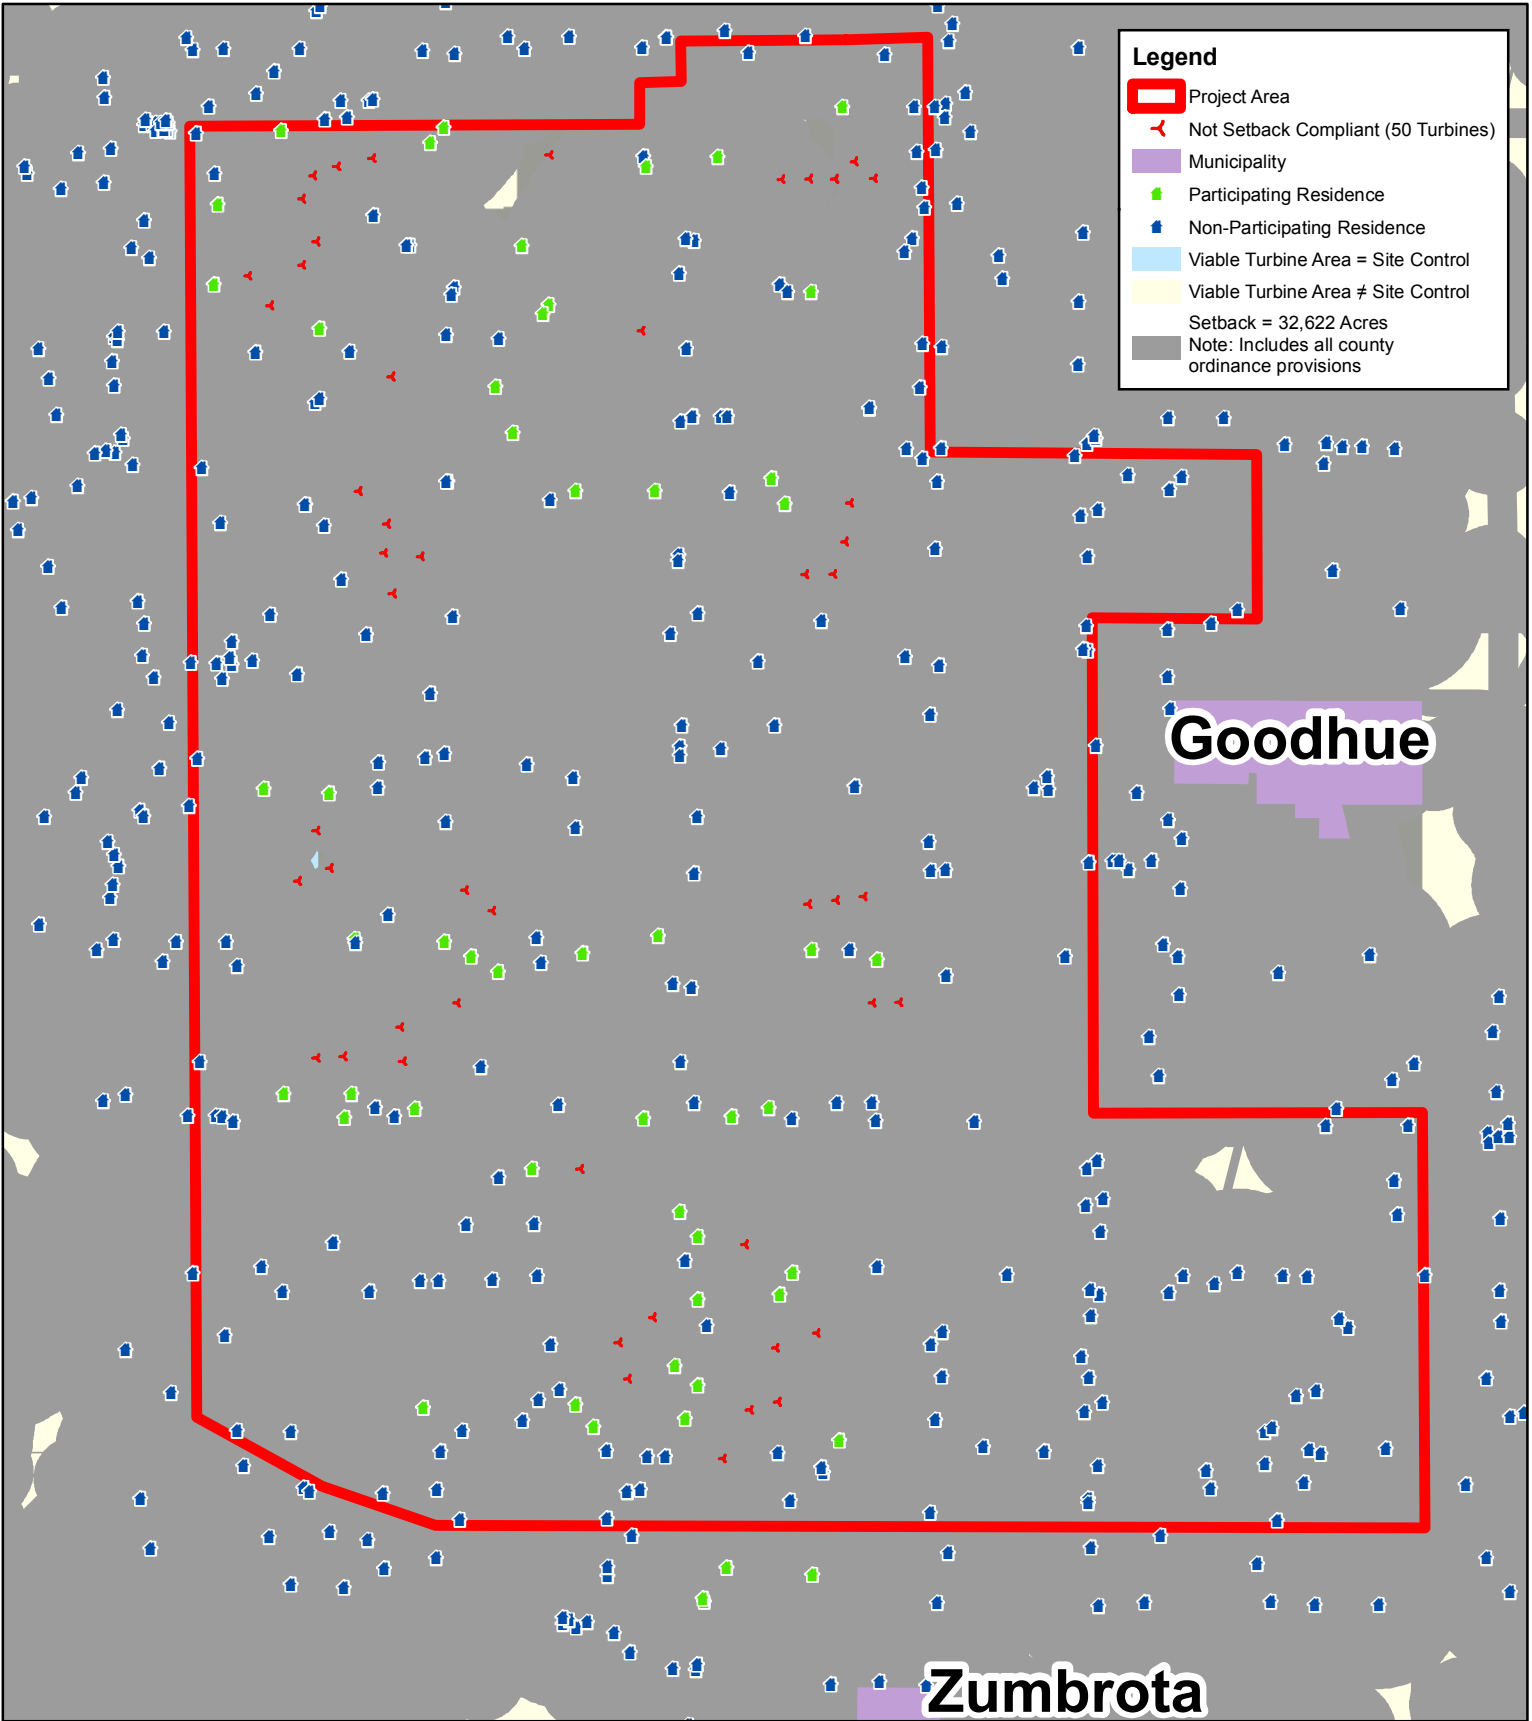 Legend
Project Area
Not Setback Compliant (50 Turbines)
Municipality
Participating Residence
Non-Participating Residence
Viable Turbine Area = Site Control
Viable Turbine Area ≠ Site Control
Setback = 32,622 Acres
Note: Includes all county
ordinance provisions
Goodhue
Zumbrota